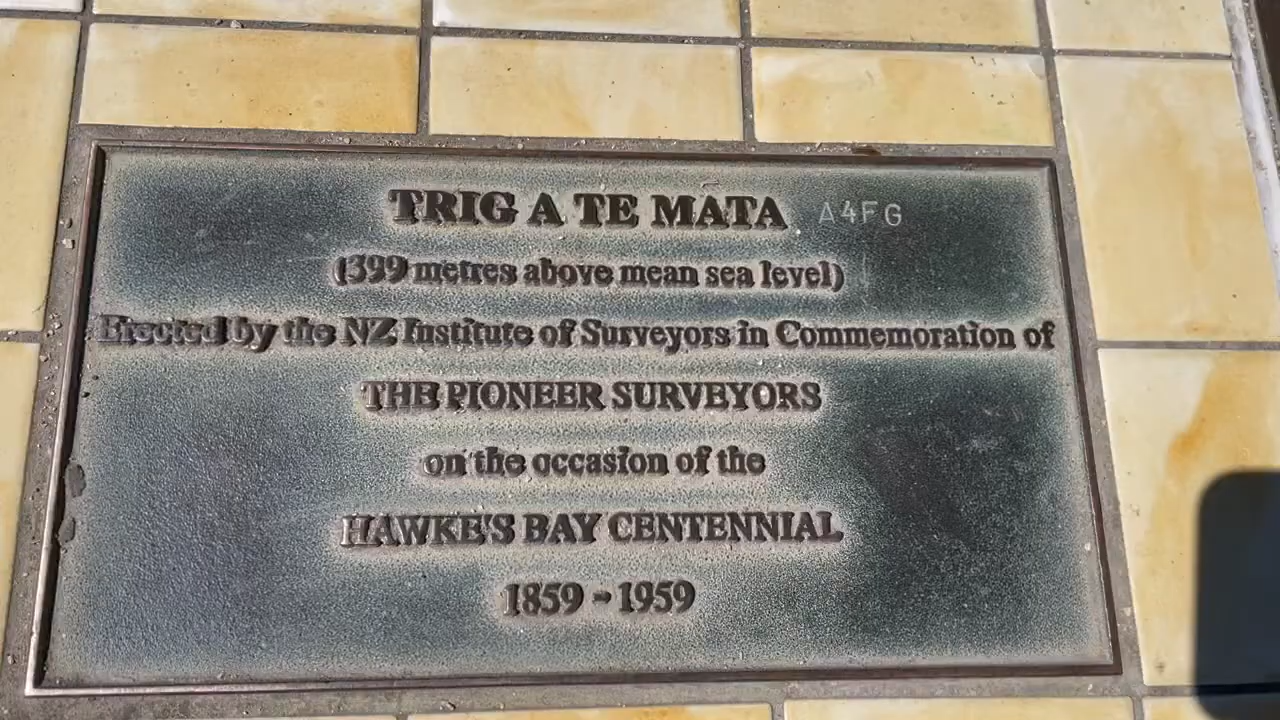 TRIG A TE MATA A4FG
(399 metres above mean sea level)
Erected by the NZ Institute of Surveyors in Commemoration of
THE PIONEER SURVEYORS
on the occasion of the
HAWKE'S BAY CENTENNIAL
1859 - 1959